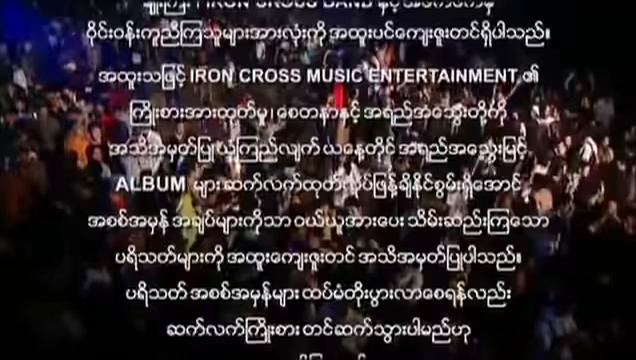 IRON CROSS BAND နှင့်
ဝိုင်းဝန်းကူညီကြသူများအားလုံးကို အထူးပင်ကျေးဇူးတင်ရှိပါသည်။
အထူးသဖြင့် IRON CROSS MUSIC ENTERTAINMENT ၏
ကြိုးစားအားထုတ်မှု၊ စေတနာနှင့် အရည်အသွေးတို့ကို
အသိအမှတ်ပြု ယုံကြည်လျက် ယနေ့တိုင် အရည်အသွေးမြင့်
ALBUM များ ဆက်လက်ထုတ်လုပ်ဖြန့်ချီနိုင်စွမ်းရှိအောင်
အစစ်အမှန် အချပ်များကိုသာ ဝယ်ယူအားပေး သိမ်းဆည်းကြသော
ပရိသတ်များကို အထူးကျေးဇူးတင် အသိအမှတ်ပြုပါသည်။
ပရိသတ် အစစ်အမှန်များ ထပ်မံတိုးပွားလာစေရန်လည်း
ဆက်လက်ကြိုးစား တင်ဆက်သွားပါမည်ဟု